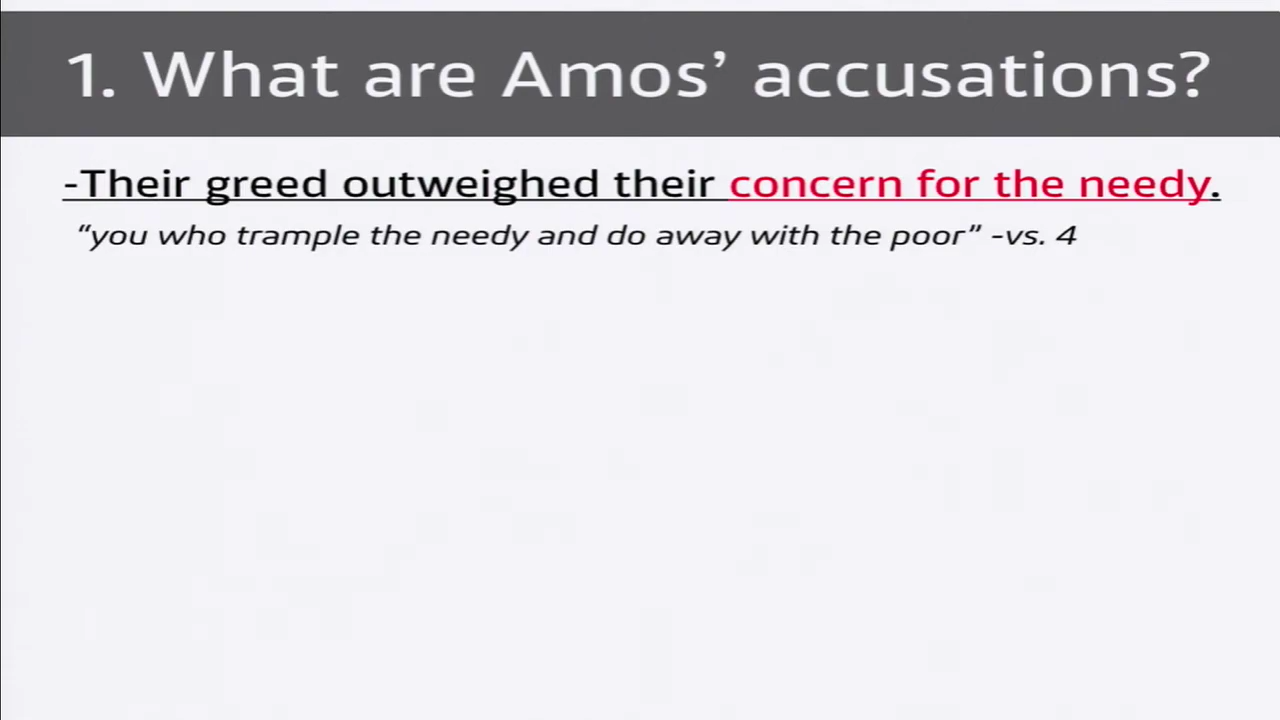 1. What are Amos’ accusations?
-Their greed outweighed their concern for the needy.
“you who trample the needy and do away with the poor” -vs. 4